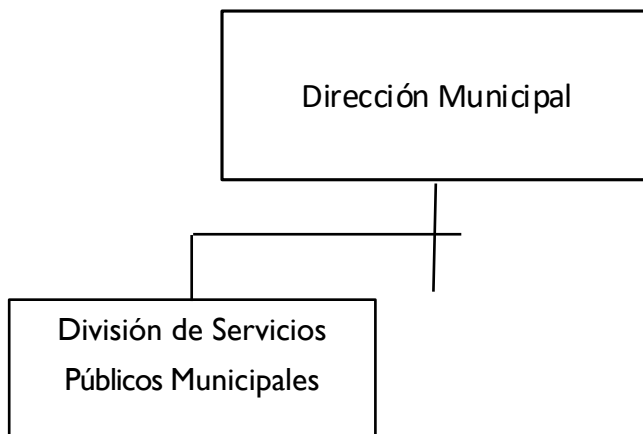 Dirección Municipal
División de Servicios
Públicos Municipales